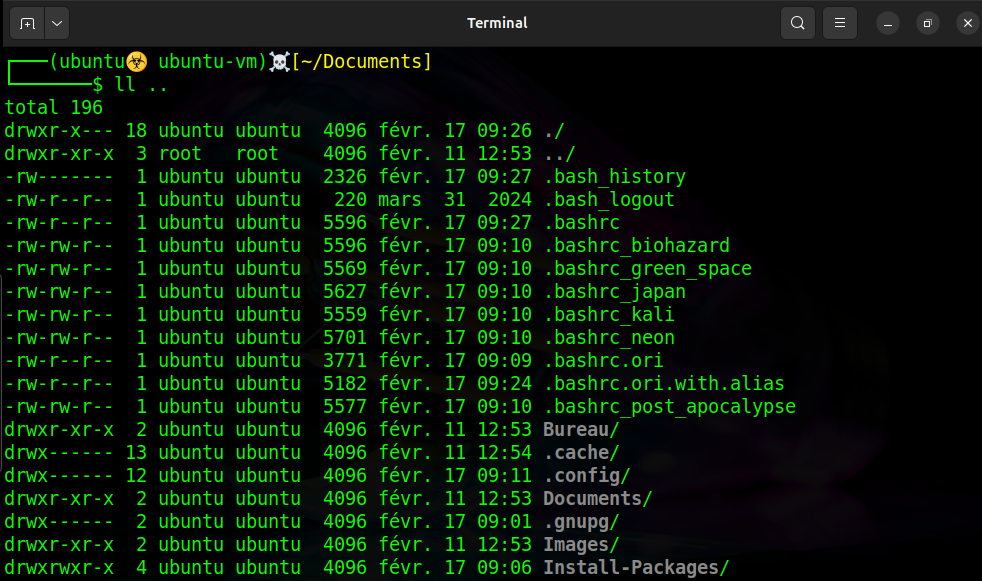 Terminal
┌───(ubuntu☣ ubuntu-vm)☠[~/Documents]
└───────$ ll ..
total 196
drwxr-x--- 18 ubuntu ubuntu  4096 févr. 17 09:26 ./
drwxr-xr-x  3 root   root    4096 févr. 11 12:53 ../
-rw-------  1 ubuntu ubuntu  2326 févr. 17 09:27 .bash_history
-rw-r--r--  1 ubuntu ubuntu   220 mars  31  2024 .bash_logout
-rw-r--r--  1 ubuntu ubuntu  5596 févr. 17 09:27 .bashrc
-rw-rw-r--  1 ubuntu ubuntu  5596 févr. 17 09:10 .bashrc_biohazard
-rw-rw-r--  1 ubuntu ubuntu  5569 févr. 17 09:10 .bashrc_green_space
-rw-rw-r--  1 ubuntu ubuntu  5627 févr. 17 09:10 .bashrc_japan
-rw-rw-r--  1 ubuntu ubuntu  5559 févr. 17 09:10 .bashrc_kali
-rw-rw-r--  1 ubuntu ubuntu  5701 févr. 17 09:10 .bashrc_neon
-rw-r--r--  1 ubuntu ubuntu  3771 févr. 17 09:09 .bashrc.ori
-rw-r--r--  1 ubuntu ubuntu  5182 févr. 17 09:24 .bashrc.ori.with.alias
-rw-rw-r--  1 ubuntu ubuntu  5577 févr. 17 09:10 .bashrc_post_apocalypse
drwxr-xr-x  2 ubuntu ubuntu  4096 févr. 11 12:53 Bureau/
drwx------ 13 ubuntu ubuntu  4096 févr. 11 12:54 .cache/
drwx------ 12 ubuntu ubuntu  4096 févr. 17 09:11 .config/
drwxr-xr-x  2 ubuntu ubuntu  4096 févr. 11 12:53 Documents/
drwx------  2 ubuntu ubuntu  4096 févr. 17 09:01 .gnupg/
drwxr-xr-x  2 ubuntu ubuntu  4096 févr. 11 12:53 Images/
drwxrwxr-x  4 ubuntu ubuntu  4096 févr. 17 09:06 Install-Packages/